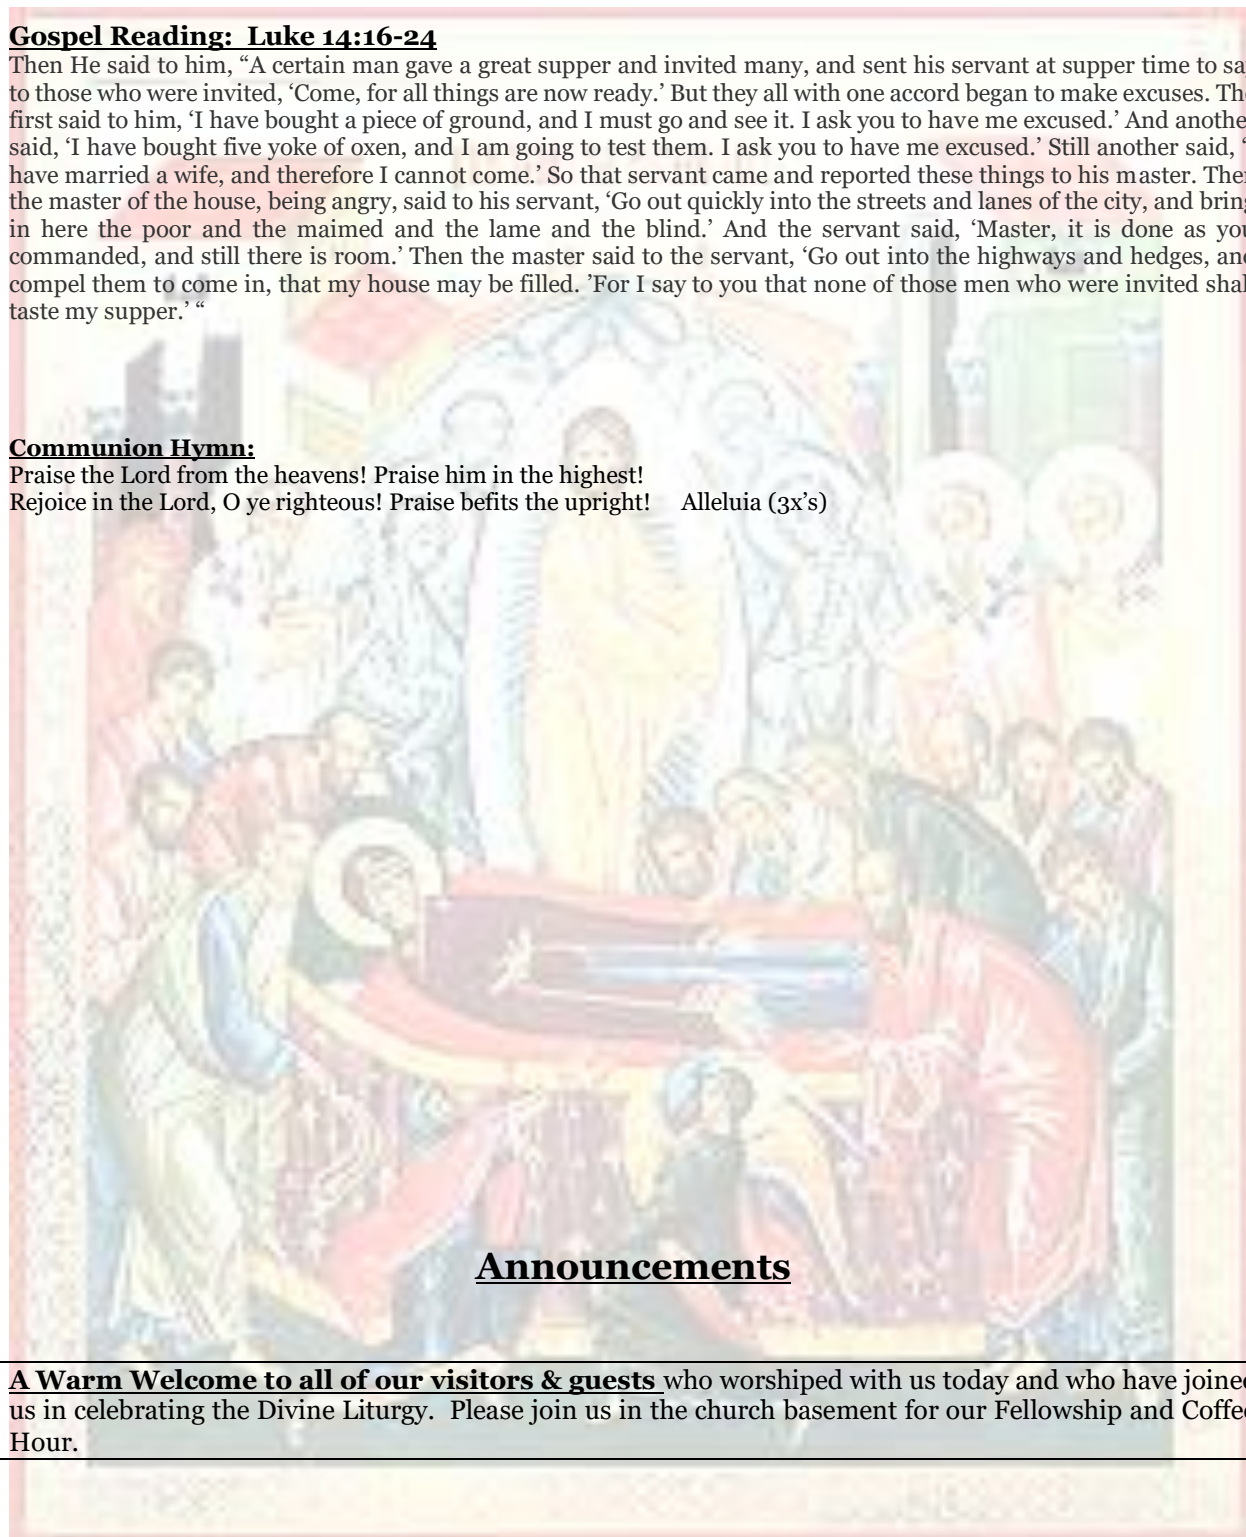 Gospel Reading:  Luke 14:16-24
Then He said to him, “A certain man gave a great supper and invited many, and sent his servant at supper time to sa
to those who were invited, ‘Come, for all things are now ready.’ But they all with one accord began to make excuses. Th
first said to him, ‘I have bought a piece of ground, and I must go and see it. I ask you to have me excused.’ And anothe
said, ‘I have bought five yoke of oxen, and I am going to test them. I ask you to have me excused.’ Still another said, ‘
have married a wife, and therefore I cannot come.’ So that servant came and reported these things to his master. The
the master of the house, being angry, said to his servant, ‘Go out quickly into the streets and lanes of the city, and bring
in here the poor and the maimed and the lame and the blind.’ And the servant said, ‘Master, it is done as you
commanded, and still there is room.’ Then the master said to the servant, ‘Go out into the highways and hedges, and
compel them to come in, that my house may be filled. ’For I say to you that none of those men who were invited shal
taste my supper.’ “
Communion Hymn:
Praise the Lord from the heavens! Praise him in the highest!
Rejoice in the Lord, O ye righteous! Praise befits the upright!    Alleluia (3x’s)
Announcements
A Warm Welcome to all of our visitors & guests who worshiped with us today and who have joined
us in celebrating the Divine Liturgy.  Please join us in the church basement for our Fellowship and Coffee
Hour.